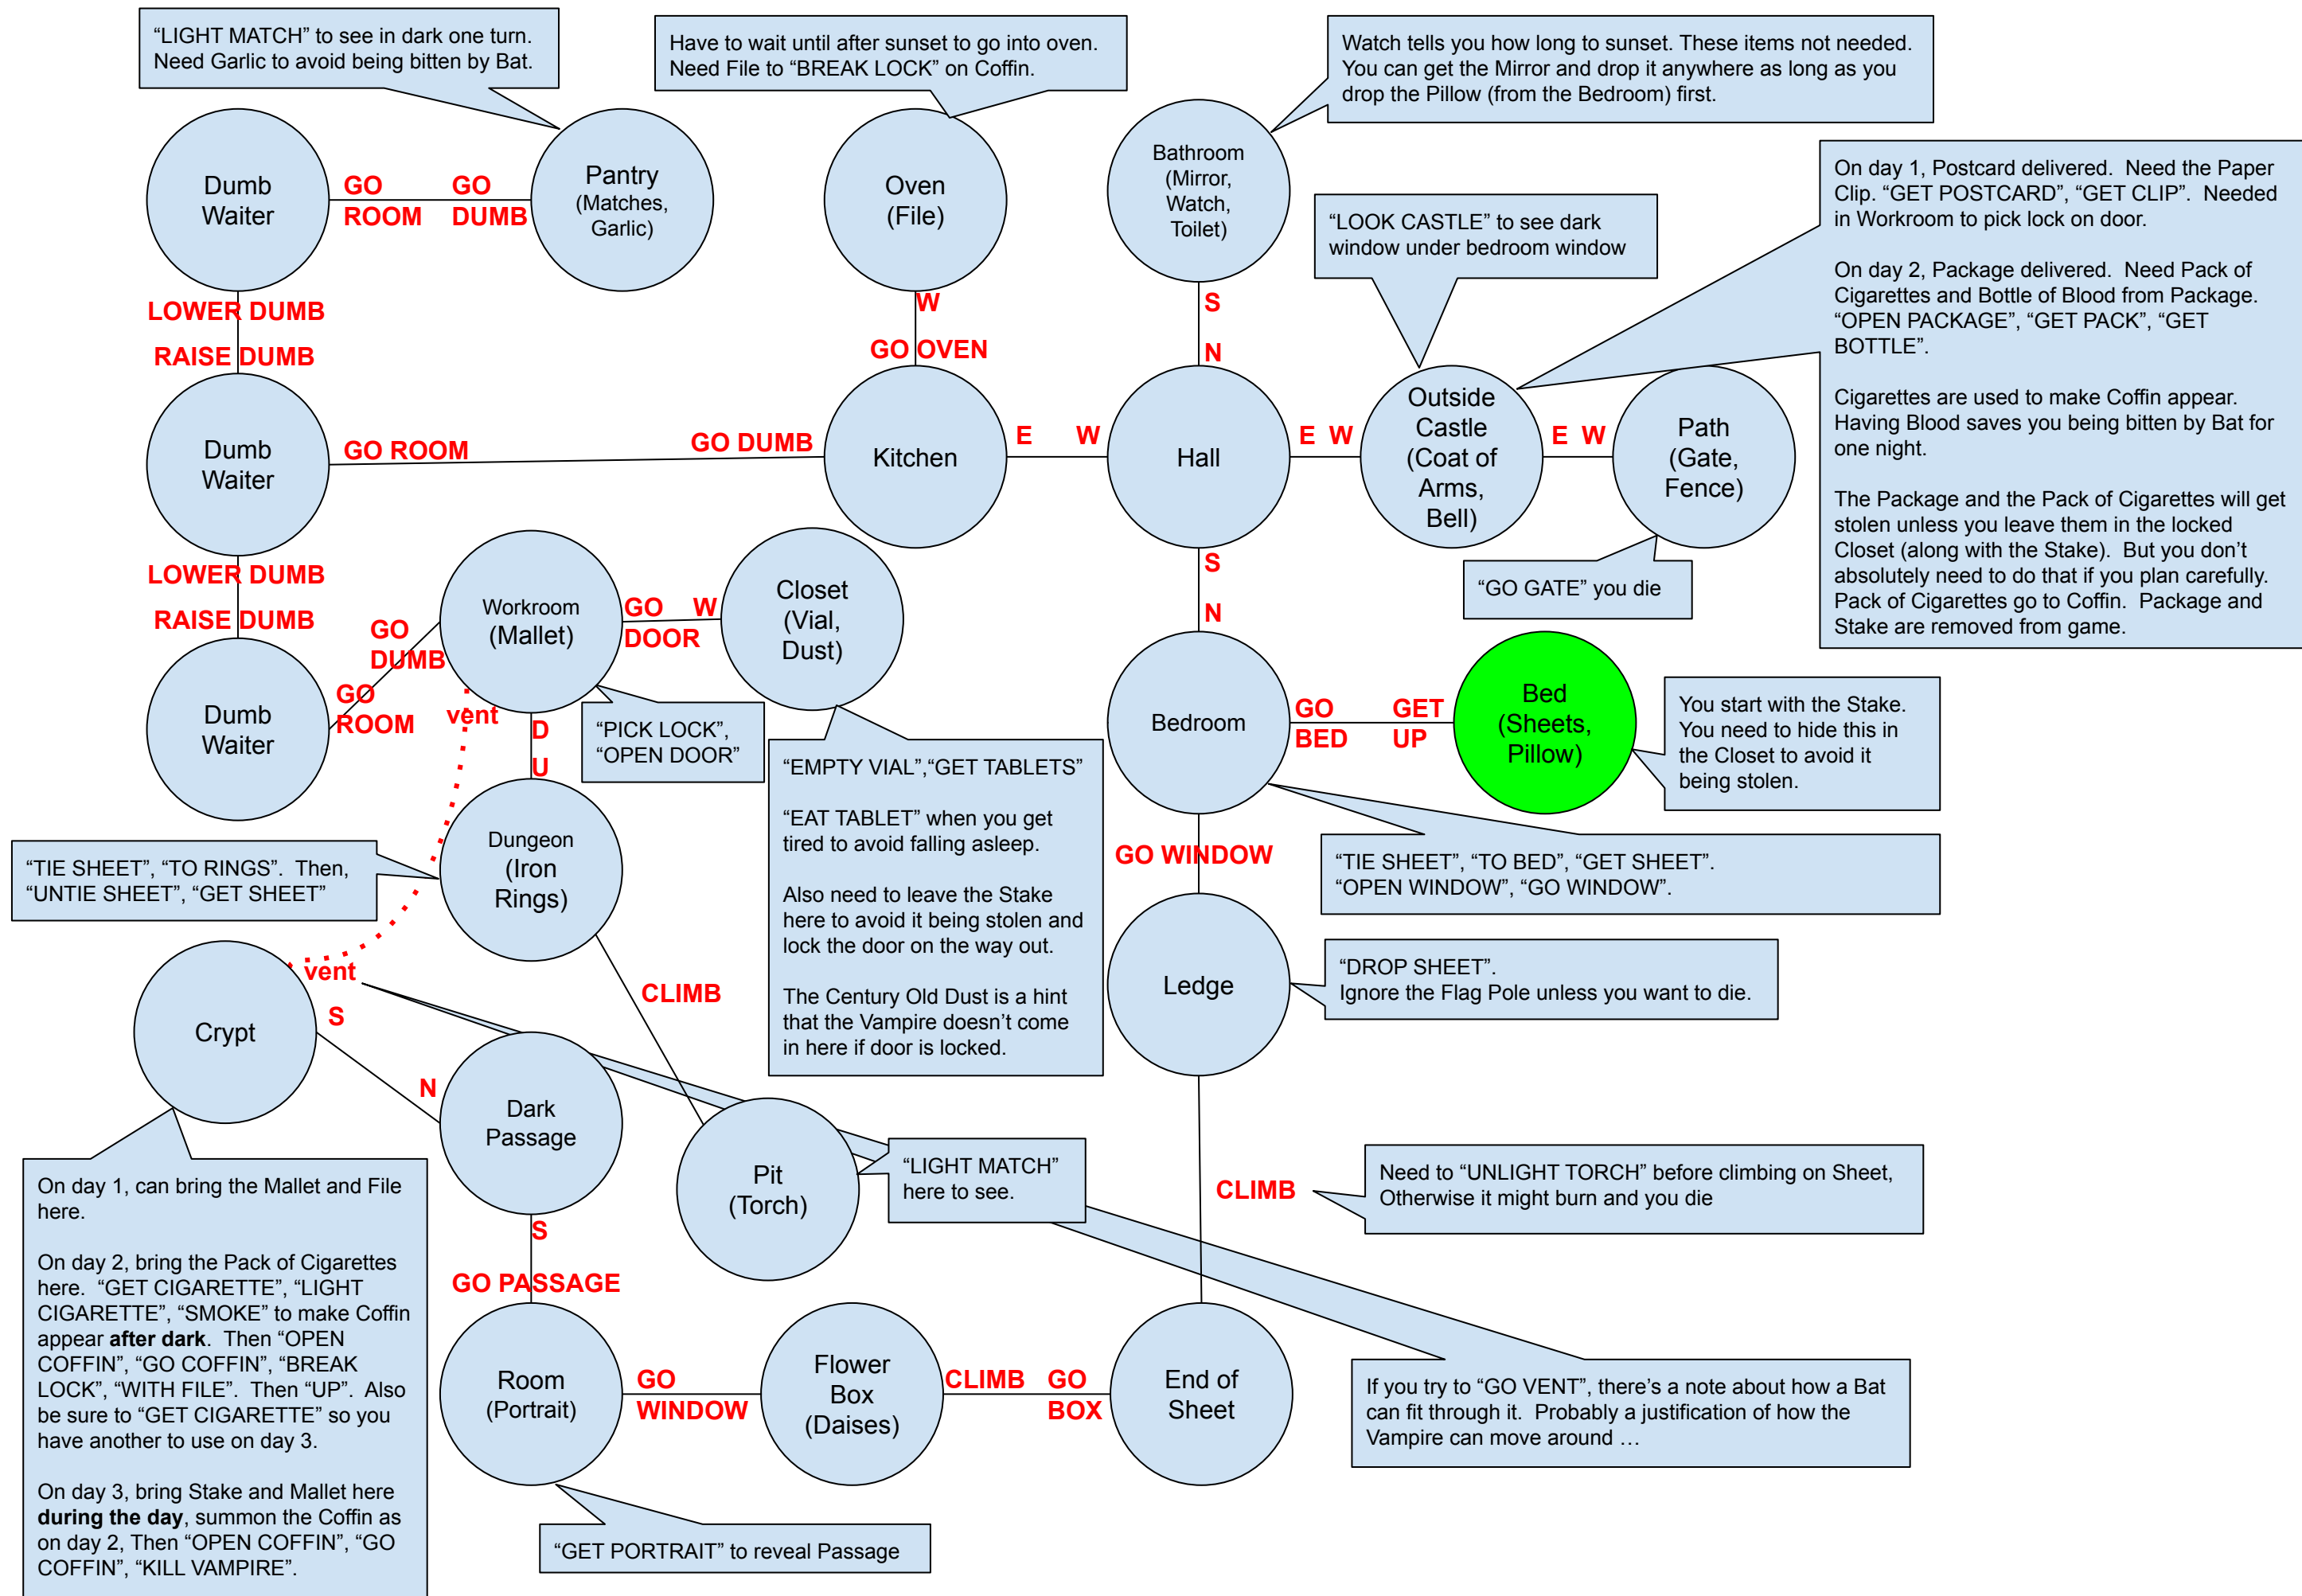 “LIGHT MATCH” to see in dark one turn.
Need Garlic to avoid being bitten by Bat.
Have to wait until after sunset to go into oven.
Need File to “BREAK LOCK” on Coffin.
Watch tells you how long to sunset. These items not needed.
You can get the Mirror and drop it anywhere as long as you
drop the Pillow (from the Bedroom) first.
Dumb
Waiter
GO
ROOM
GO
DUMB
Pantry
(Matches,
Garlic)
Oven
(File)
Bathroom
(Mirror,
Watch,
Toilet)
“LOOK CASTLE” to see dark
window under bedroom window
On day 1, Postcard delivered. Need the Paper
Clip. “GET POSTCARD”, “GET CLIP”. Needed
in Workroom to pick lock on door.
On day 2, Package delivered. Need Pack of
Cigarettes and Bottle of Blood from Package.
“OPEN PACKAGE”, “GET PACK”, “GET
BOTTLE”.
Cigarettes are used to make Coffin appear.
Having Blood saves you being bitten by Bat for
one night.
The Package and the Pack of Cigarettes will get
stolen unless you leave them in the locked
Closet (along with the Stake). But you don’t
absolutely need to do that if you plan carefully.
Pack of Cigarettes go to Coffin. Package and
Stake are removed from game.
LOWER DUMB
RAISE DUMB
W
GO OVEN
S
N
Dumb
Waiter
GO ROOM
GO DUMB
Kitchen
E W
Hall
E W
Outside
Castle
(Coat of
Arms,
Bell)
E W
Path
(Gate,
Fence)
“GO GATE” you die
LOWER DUMB
RAISE DUMB
GO
DUMB
GO
ROOM
Dumb
Waiter
Workroom
(Mallet)
GO
DOOR
W
Closet
(Vial,
Dust)
S
N
vent
D
U
“PICK LOCK”,
“OPEN DOOR”
Bedroom
GO
BED
GET
UP
Bed
(Sheets,
Pillow)
You start with the Stake.
You need to hide this in
the Closet to avoid it
being stolen.
“EMPTY VIAL”,“GET TABLETS”
“EAT TABLET” when you get
tired to avoid falling asleep.
Also need to leave the Stake
here to avoid it being stolen and
lock the door on the way out.
The Century Old Dust is a hint
that the Vampire doesn’t come
in here if door is locked.
“TIE SHEET”, “TO RINGS”. Then,
“UNTIE SHEET”, “GET SHEET”
Dungeon
(Iron
Rings)
GO WINDOW
“TIE SHEET”, “TO BED”, “GET SHEET”.
“OPEN WINDOW”, “GO WINDOW”.
vent
S
Crypt
CLIMB
Ledge
“DROP SHEET”.
Ignore the Flag Pole unless you want to die.
N
Dark
Passage
Pit
(Torch)
“LIGHT MATCH”
here to see.
CLIMB
Need to “UNLIGHT TORCH” before climbing on Sheet,
Otherwise it might burn and you die
On day 1, can bring the Mallet and File
here.
On day 2, bring the Pack of Cigarettes
here. “GET CIGARETTE”, “LIGHT
CIGARETTE”, “SMOKE” to make Coffin
appear after dark. Then “OPEN
COFFIN”, “GO COFFIN”, “BREAK
LOCK”, “WITH FILE”. Then “UP”. Also
be sure to “GET CIGARETTE” so you
have another to use on day 3.
On day 3, bring Stake and Mallet here
during the day, summon the Coffin as
on day 2, Then “OPEN COFFIN”, “GO
COFFIN”, “KILL VAMPIRE”.
S
GO PASSAGE
Room
(Portrait)
GO
WINDOW
Flower
Box
(Daises)
CLIMB
GO
BOX
End of
Sheet
If you try to “GO VENT”, there’s a note about how a Bat
can fit through it. Probably a justification of how the
Vampire can move around …
“GET PORTRAIT” to reveal Passage